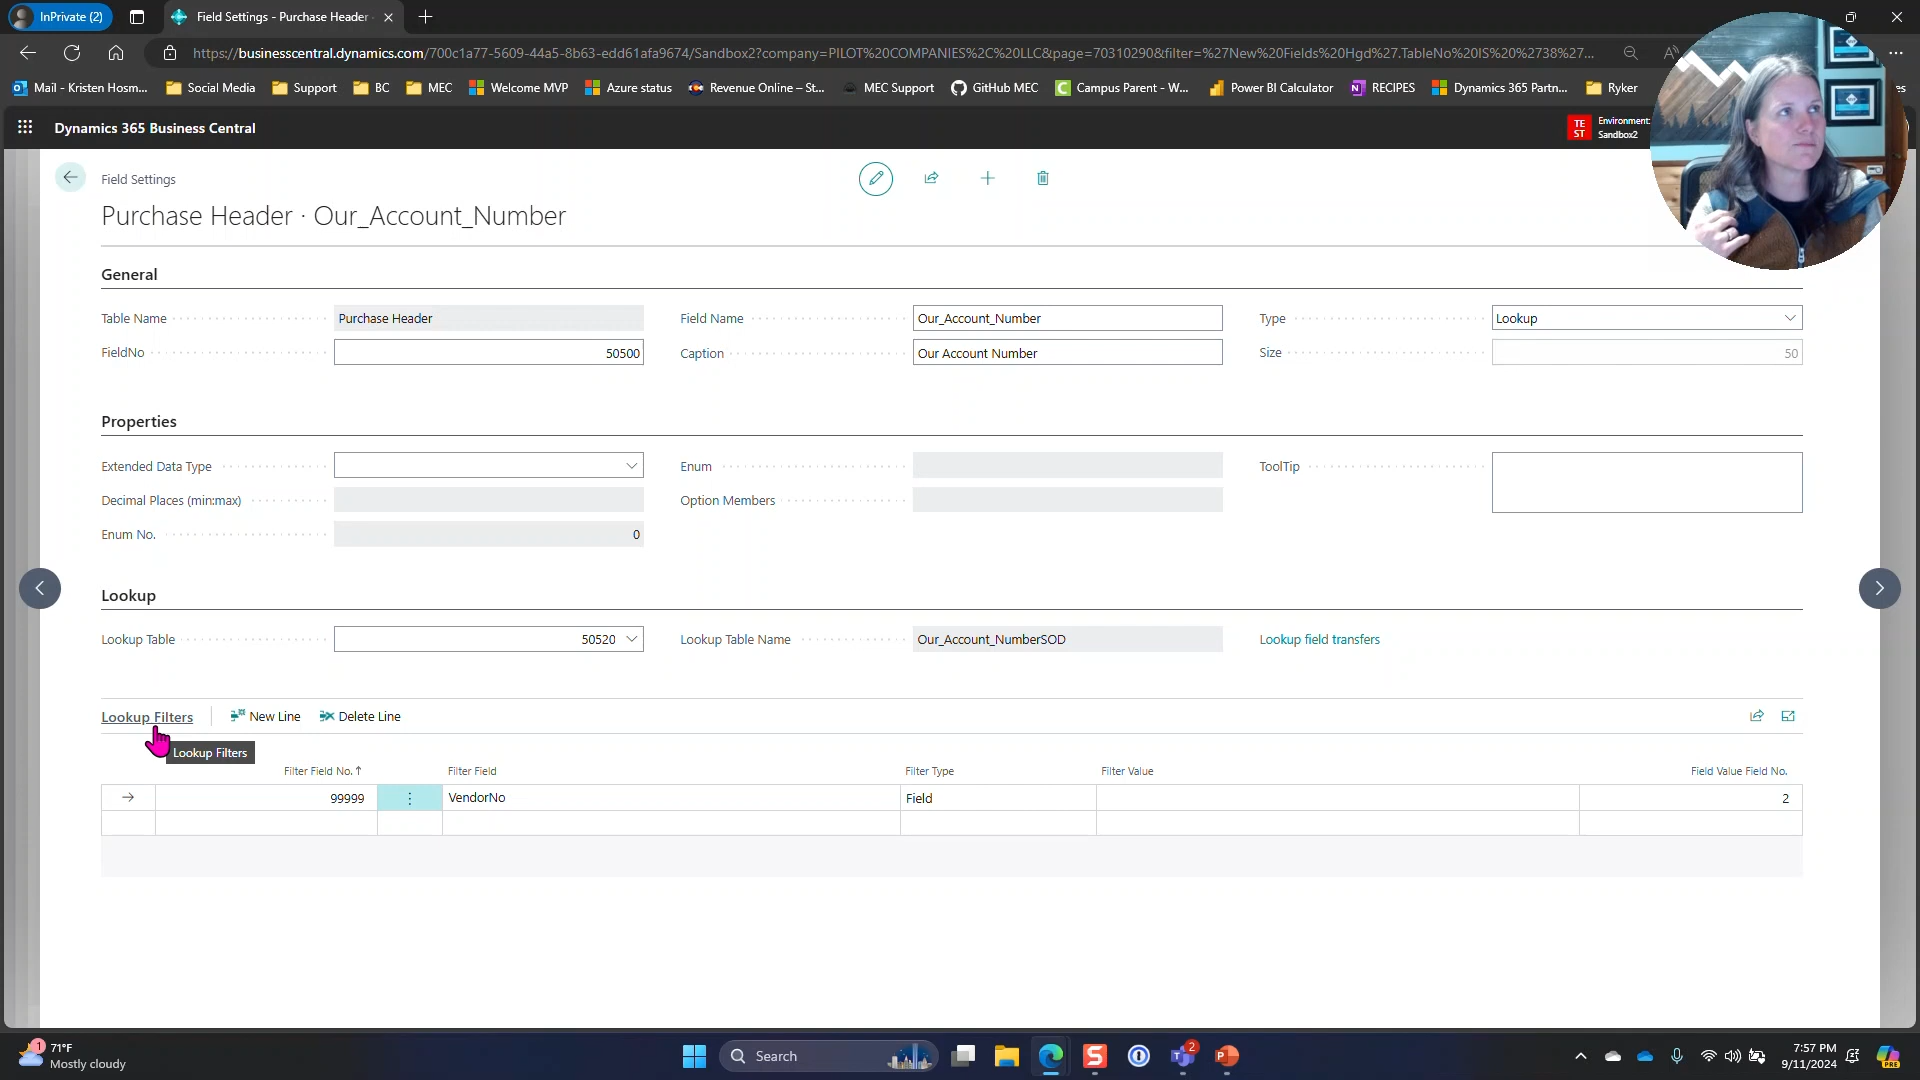 InPrivate (2)
Field Settings - Purchase Header
https://businesscentral.dynamics.com/700c1a77-5609-44a5-8b63-edd61afa9674/Sandbox2?company=PILOT%20COMPANIES%2C%20LLC&page=70310290&filter=%27New%20Fields%20Hgd%27.TableNo%20IS%20%2738%27...
Mail - Kristen Hosm...
Social Media
Support
BC
MEC
Welcome MVP
Azure status
Revenue Online – St...
MEC Support
GitHub MEC
Campus Parent - W...
Power BI Calculator
RECIPES
Dynamics 365 Partn...
Ryker
Dynamics 365 Business Central
TE
ST
Environment:
Sandbox2
Field Settings
Purchase Header · Our_Account_Number
General
Table Name
Purchase Header
Field Name
Our_Account_Number
Type
Lookup
FieldNo
50500
Caption
Our Account Number
Size
50
Properties
Extended Data Type
Enum
ToolTip
Decimal Places (min:max)
Option Members
Enum No.
0
Lookup
Lookup Table
50520
Lookup Table Name
Our_Account_NumberSOD
Lookup field transfers
Lookup Filters
New Line
Delete Line
Lookup Filters
Filter Field No. ↑
Filter Field
Filter Type
Filter Value
Field Value Field No.
99999
VendorNo
Field
2
1
71°F
Mostly cloudy
Search
2
7:57 PM
9/11/2024
PRE